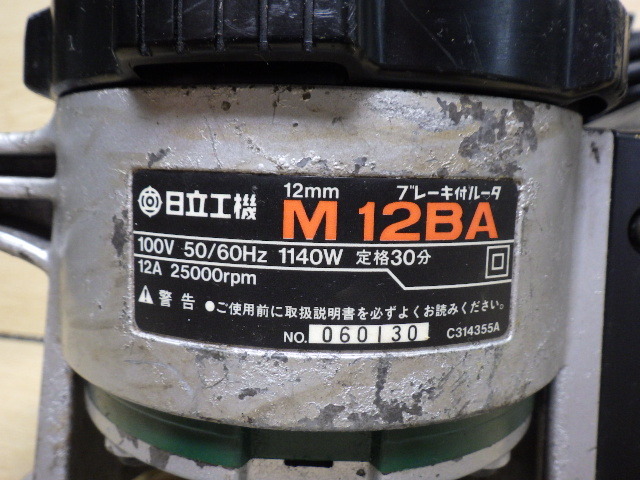 日立工機 12mm ブレーキ付ルータ
M 12BA
100V 50/60Hz 1140W 定格30分
12A 25000rpm
警告 ●ご使用前に取扱説明書を必ずよくお読みください。
NO. 060130 C314355A